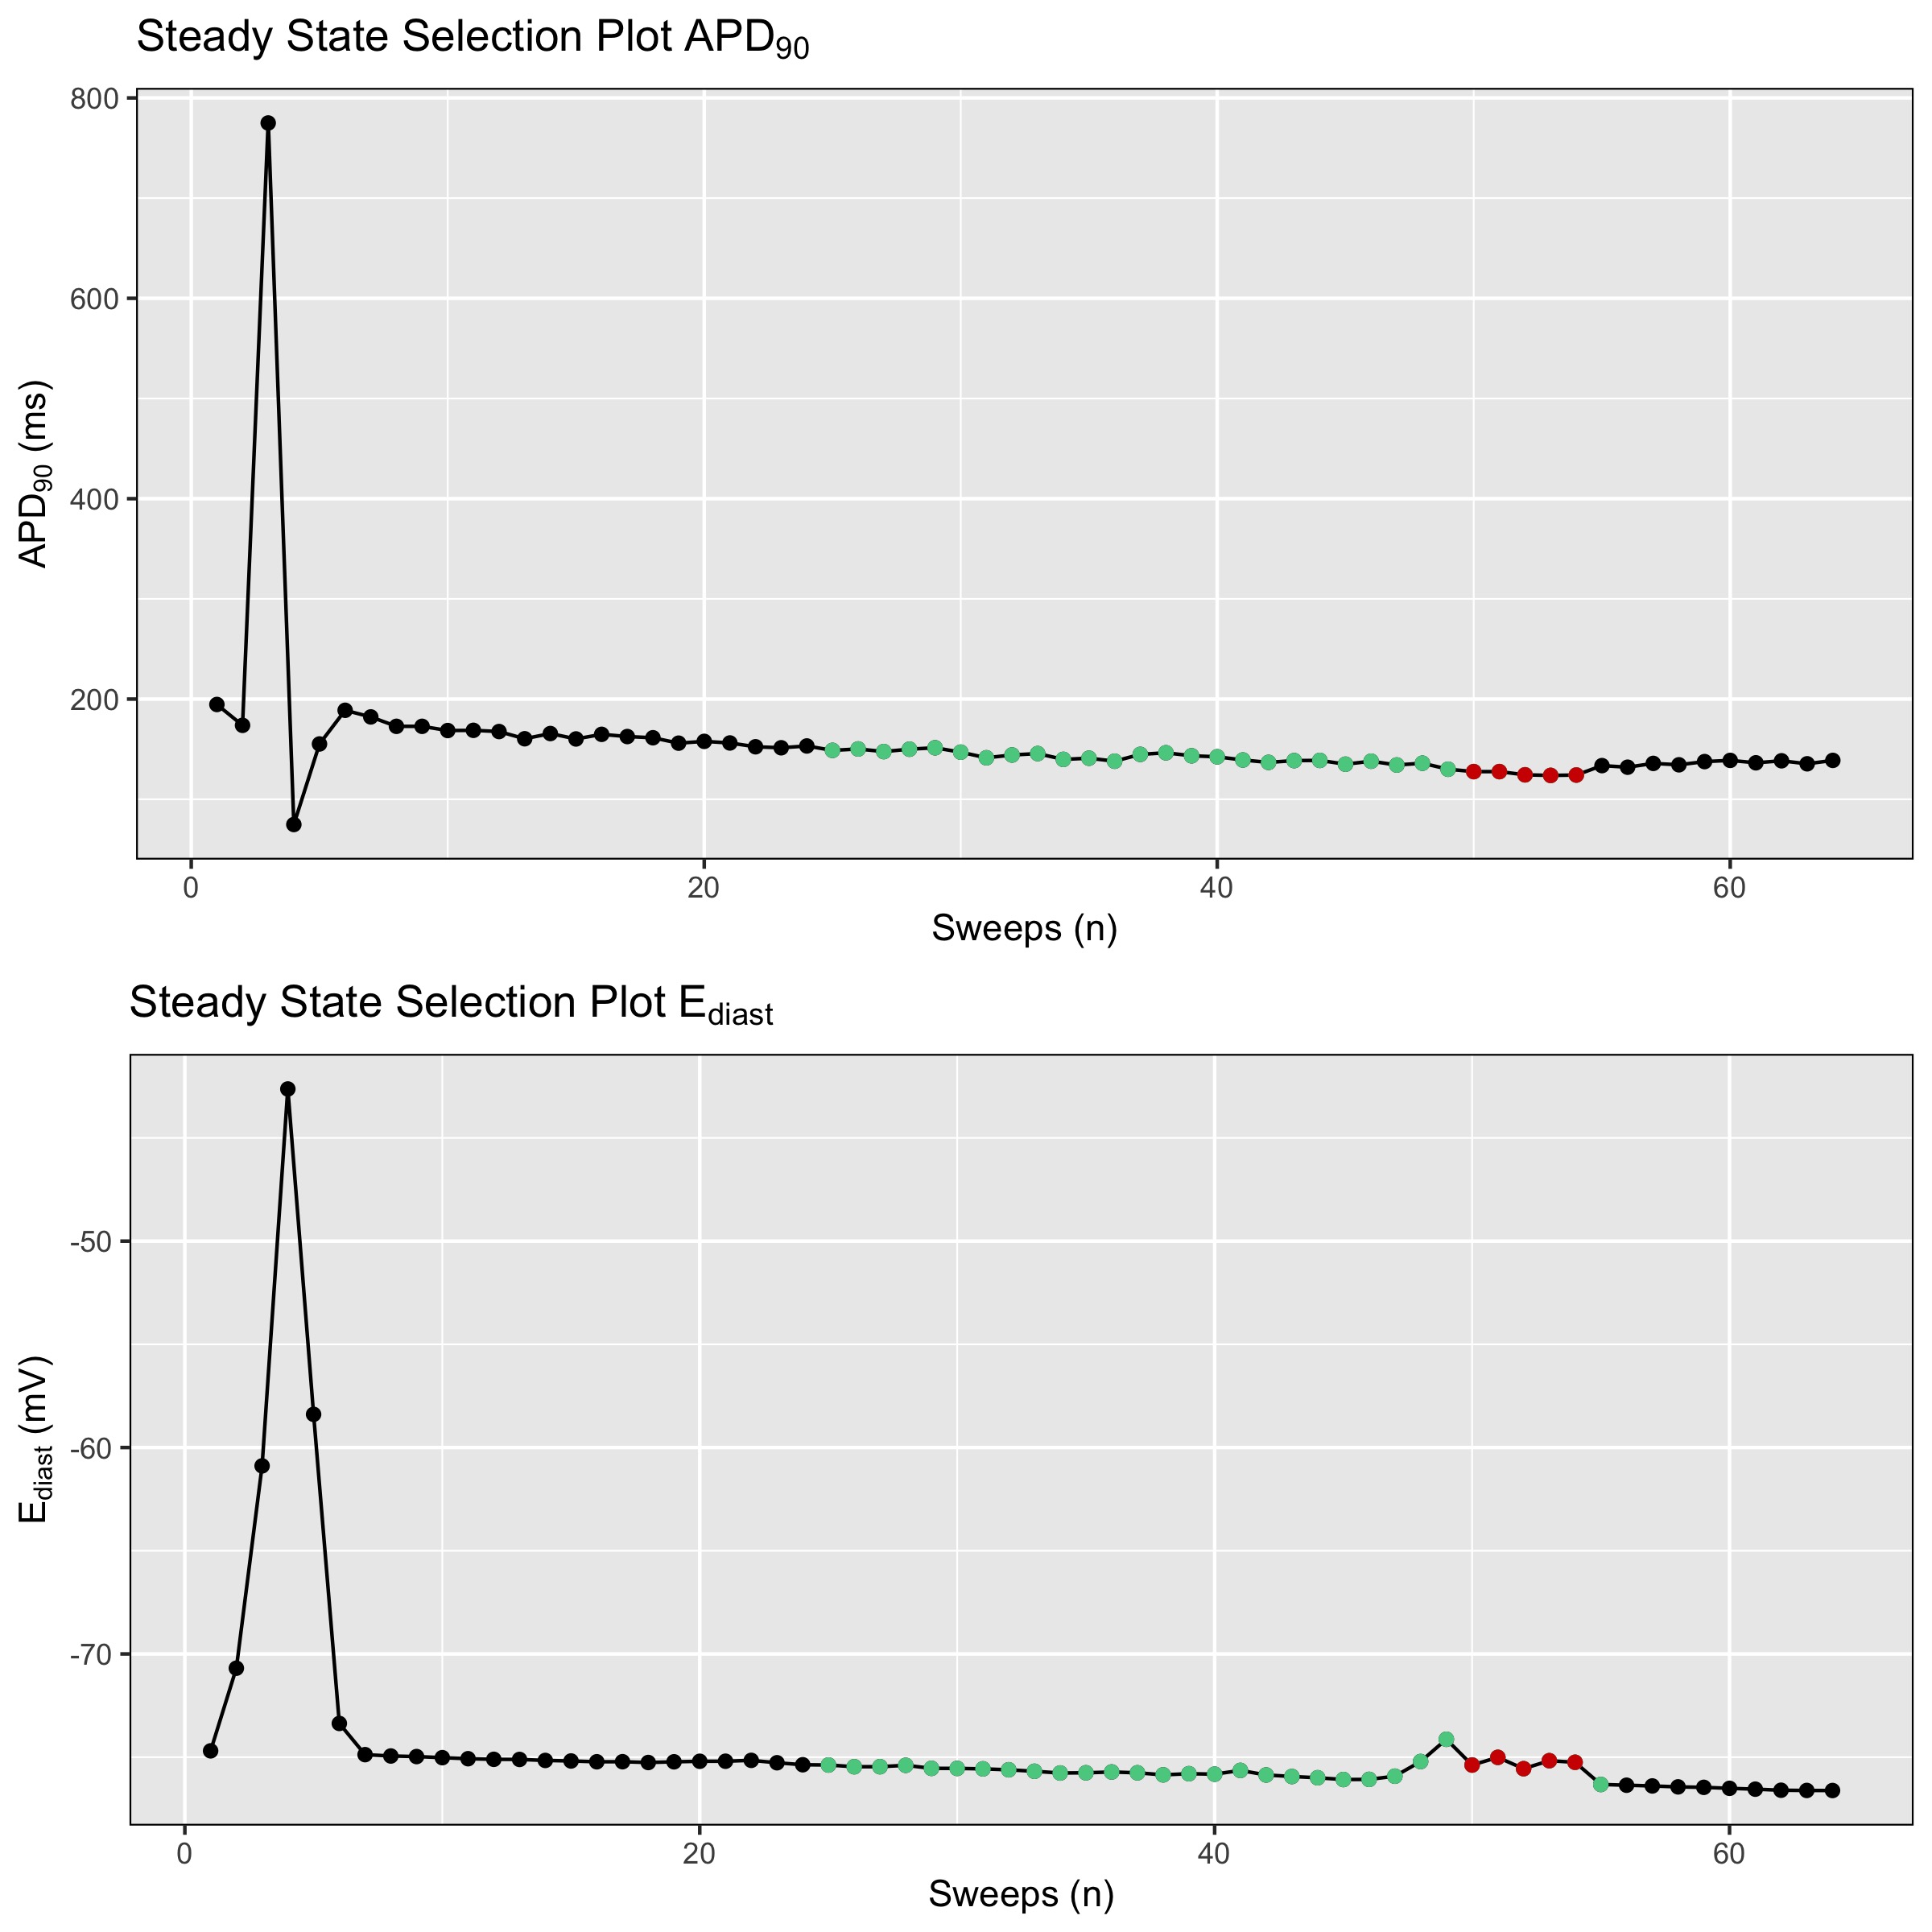 Steady State Selection Plot APD90
800
600
400
200
APD90 (ms)
0 20 40 60
Sweeps (n)
Steady State Selection Plot Ediast
-50
-60
-70
Ediast (mV)
0 20 40 60
Sweeps (n)